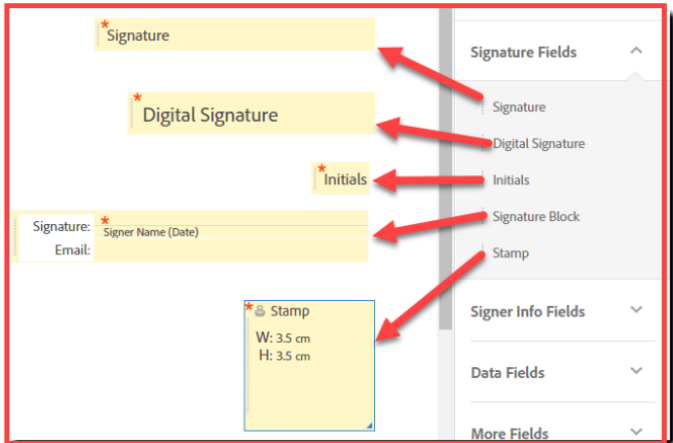 *Signature
*Digital Signature
*Initials
Signature: *Signer Name (Date)
Email:
*Stamp
W: 3.5 cm
H: 3.5 cm
Signature Fields
Signature
Digital Signature
Initials
Signature Block
Stamp
Signer Info Fields
Data Fields
More Fields